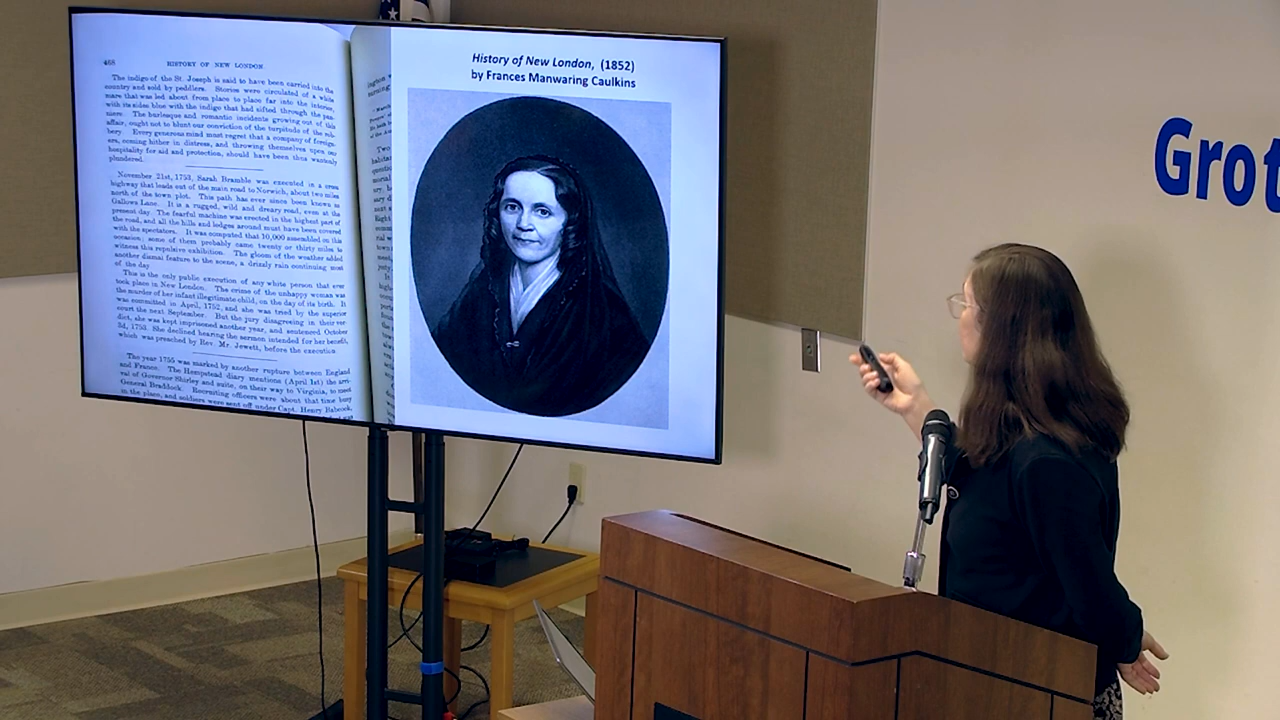 468 HISTORY OF NEW LONDON.
The indigo of the St. Joseph is said to have been carried into the
country and sold by peddlers. Stories were circulated of a white
mare that was led about from place to place far into the interior,
with its sides blue with the indigo that had sifted through the pan-
niers. The burlesque and romantic incidents growing out of this
affair, ought not to blunt our conviction of the turpitude of the rob-
bery. Every generous mind must regret that a company of foreign-
ers, coming hither in distress, and throwing themselves upon our
hospitality for aid and protection, should have been thus wantonly
plundered.
November 21st, 1753, Sarah Bramble was executed in a cross
highway that leads out of the main road to Norwich, about two miles
north of the town plot. This path has ever since been known as
Gallows Lane. It is a rugged, wild and dreary road, even at the
present day. The fearful machine was erected in the highest part of
the road, and all the hills and ledges around must have been covered
with the spectators. It was computed that 10,000 assembled on this
occasion; some of them probably came twenty or thirty miles to
witness this repulsive exhibition. The gloom of the weather added
another dismal feature to the scene, a drizzly rain continuing most
of the day
This is the only public execution of any white person that ever
took place in New London. The crime of the unhappy woman was
the murder of her infant illegitimate child, on the day of its birth. It
was committed in April, 1752, and she was tried by the superior
court the next September. But the jury disagreeing in their ver-
dict, she was kept imprisoned another year, and sentenced October
3d, 1753. She declined hearing the sermon intended for her benefit,
which was preached by Rev. Mr. Jewett, before the execution
The year 1755 was marked by another rupture between England
and France. The Hempstead diary mentions (April 1st) the arri-
val of Governor Shirley and suite, on their way to Virginia, to meet
General Braddock. Recruiting officers were about that time busy
in the place, and soldiers were sent off under Capt. Henry Babcock,
History of New London, (1852)
by Frances Manwaring Caulkins
Grot